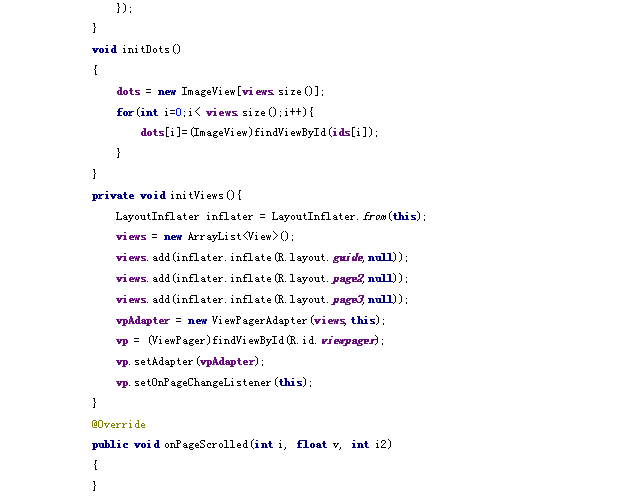 });
}
void initDots()
{
dots = new ImageView[views.size()];
for(int i=0;i< views.size();i++){
dots[i]=(ImageView)findViewById(ids[i]);
}
}
private void initViews(){
LayoutInflater inflater = LayoutInflater.from(this);
views = new ArrayList<View>();
views.add(inflater.inflate(R.layout.guide,null));
views.add(inflater.inflate(R.layout.page2,null));
views.add(inflater.inflate(R.layout.page3,null));
vpAdapter = new ViewPagerAdapter(views,this);
vp = (ViewPager)findViewById(R.id.viewpager);
vp.setAdapter(vpAdapter);
vp.setOnPageChangeListener(this);
}
@Override
public void onPageScrolled(int i, float v, int i2)
{
}